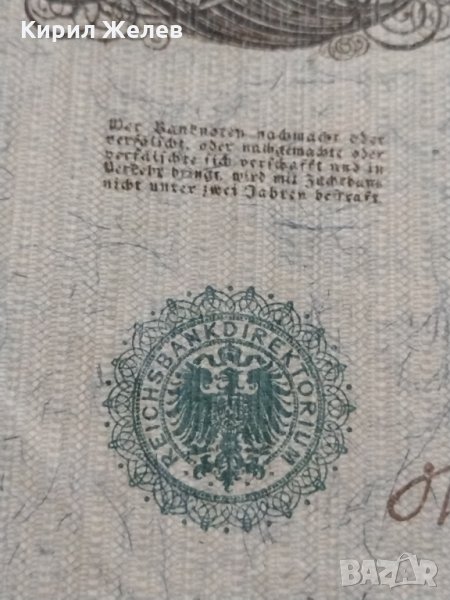 Кирил Желев
Wer Banknoten nachmacht oder
verfälscht, oder nachgemachte oder
verfälschte sich verschafft und in
Verkehr bringt, wird mit Zuchthaus
nicht unter zwei Jahren bestraft
REICHSBANKDIREKTORIUM
BAZAR